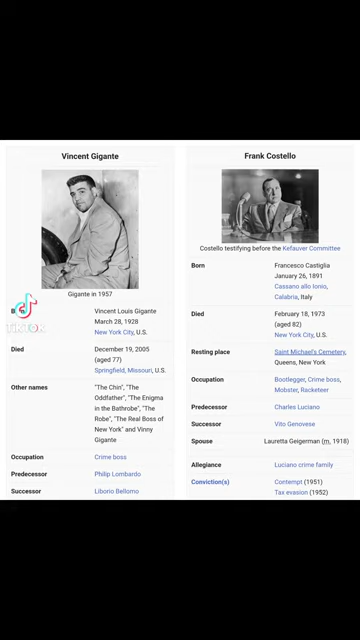 Vincent Gigante
Gigante in 1957
Born
Vincent Louis Gigante
March 28, 1928
New York City, U.S.
Died
December 19, 2005
(aged 77)
Springfield, Missouri, U.S.
Other names
"The Chin", "The
Oddfather", "The Enigma
in the Bathrobe", "The
Robe", "The Real Boss of
New York" and Vinny
Gigante
Occupation
Crime boss
Predecessor
Philip Lombardo
Successor
Liborio Bellomo
TikTok
Frank Costello
Costello testifying before the Kefauver Committee
Born
Francesco Castiglia
January 26, 1891
Cassano allo Ionio,
Calabria, Italy
Died
February 18, 1973
(aged 82)
New York City, U.S.
Resting place
Saint Michael's Cemetery,
Queens, New York
Occupation
Bootlegger, Crime boss,
Mobster, Racketeer
Predecessor
Charles Luciano
Successor
Vito Genovese
Spouse
Lauretta Geigerman (m. 1918)
Allegiance
Luciano crime family
Conviction(s)
Contempt (1951)
Tax evasion (1952)